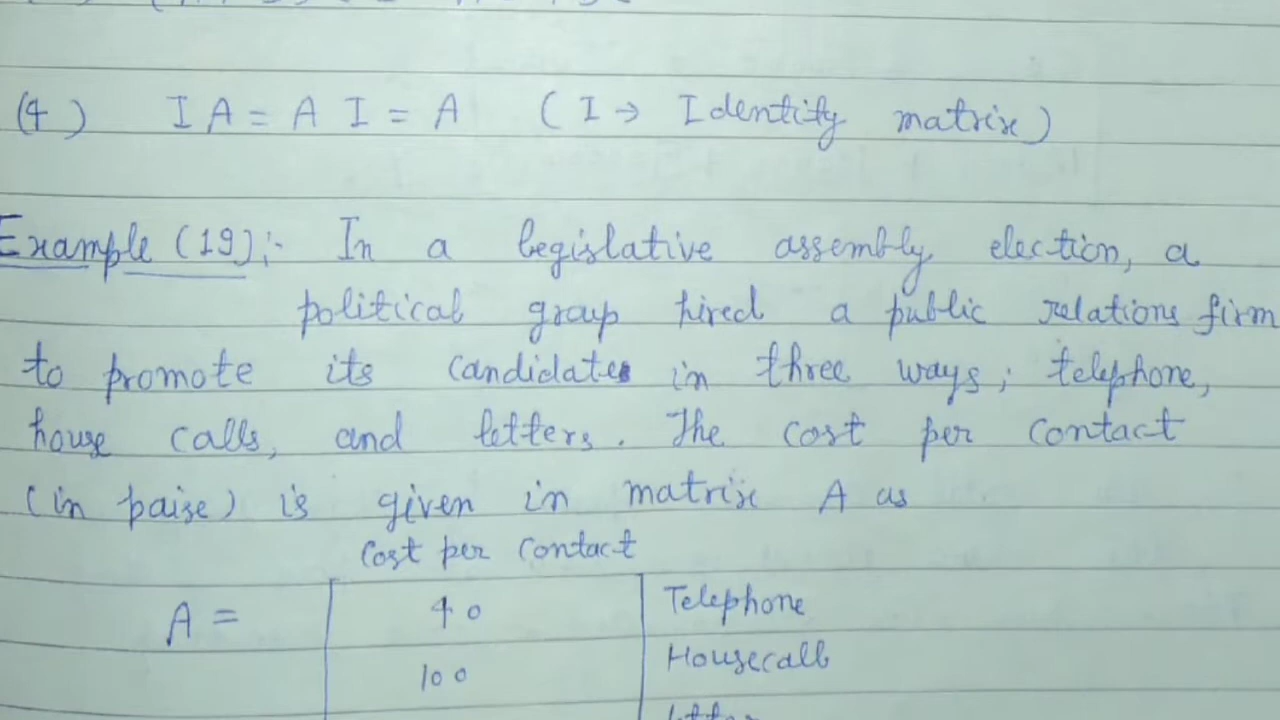 (4) I A = A I = A (I → Identity matrix)
Example (19):- In a legislative assembly election, a
political group hired a public relations firm
to promote its candidates in three ways; telephone,
house calls, and letters. The cost per contact
(in paise) is given in matrix A as
Cost per Contact
A = 40 Telephone
100 Housecall